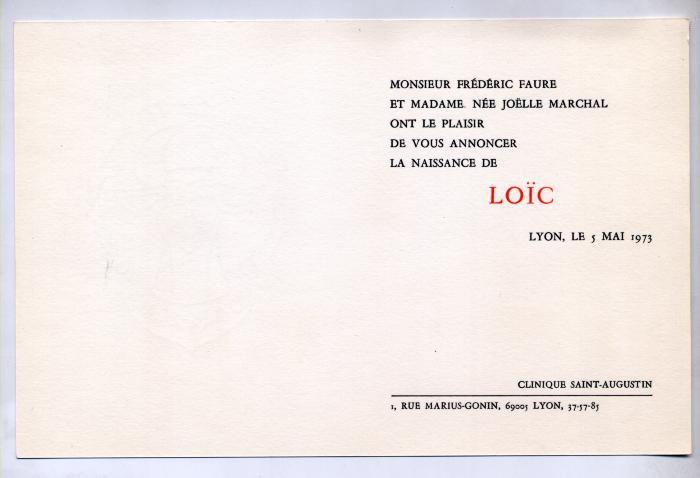 MONSIEUR FRÉDÉRIC FAURE
ET MADAME NÉE JOËLLE MARCHAL
ONT LE PLAISIR
DE VOUS ANNONCER
LA NAISSANCE DE
LOÏC
LYON, LE 5 MAI 1973
CLINIQUE SAINT-AUGUSTIN
1, RUE MARIUS-GONIN, 69005 LYON, 37-57-85